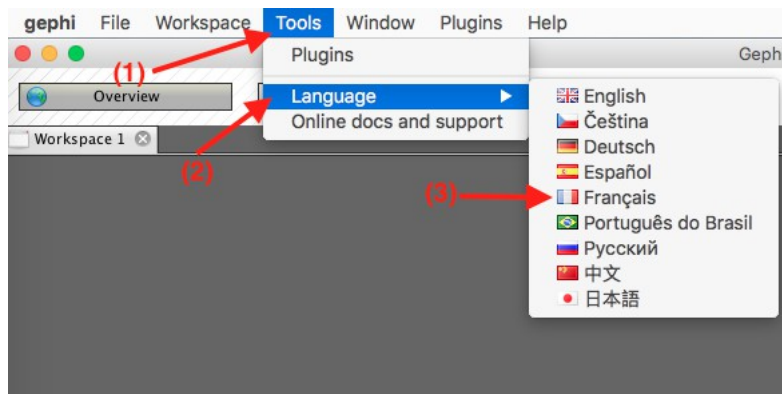 gephi File Workspace Tools Window Plugins Help
Plugins
Geph
(1)
Overview
Language
English
Online docs and support
Čeština
Workspace 1
Deutsch
(2)
Español
(3)
Français
Português do Brasil
Русский
中文
日本語